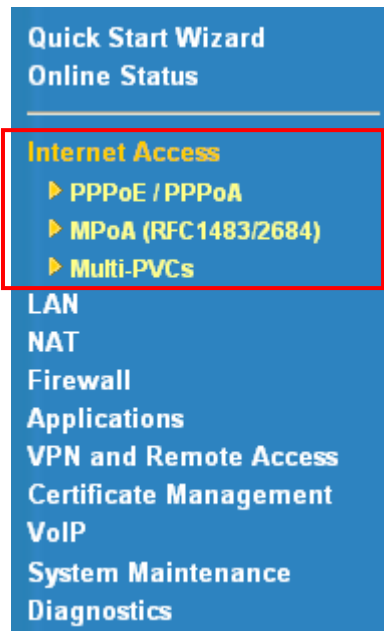 Quick Start Wizard
Online Status
Internet Access
PPPoE / PPPoA
MPoA (RFC1483/2684)
Multi-PVCs
LAN
NAT
Firewall
Applications
VPN and Remote Access
Certificate Management
VoIP
System Maintenance
Diagnostics